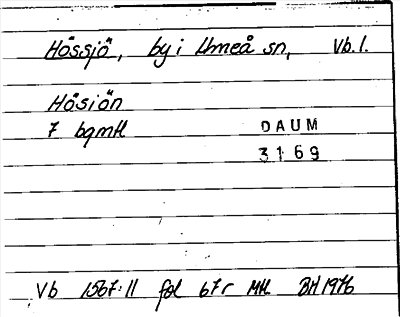 Hössjö, by i Umeå sn, Vb. l.
Hösiön
7 bgmtl
DAUM
3169
Vb 1567:11 fol 67r Mtl BH 1976